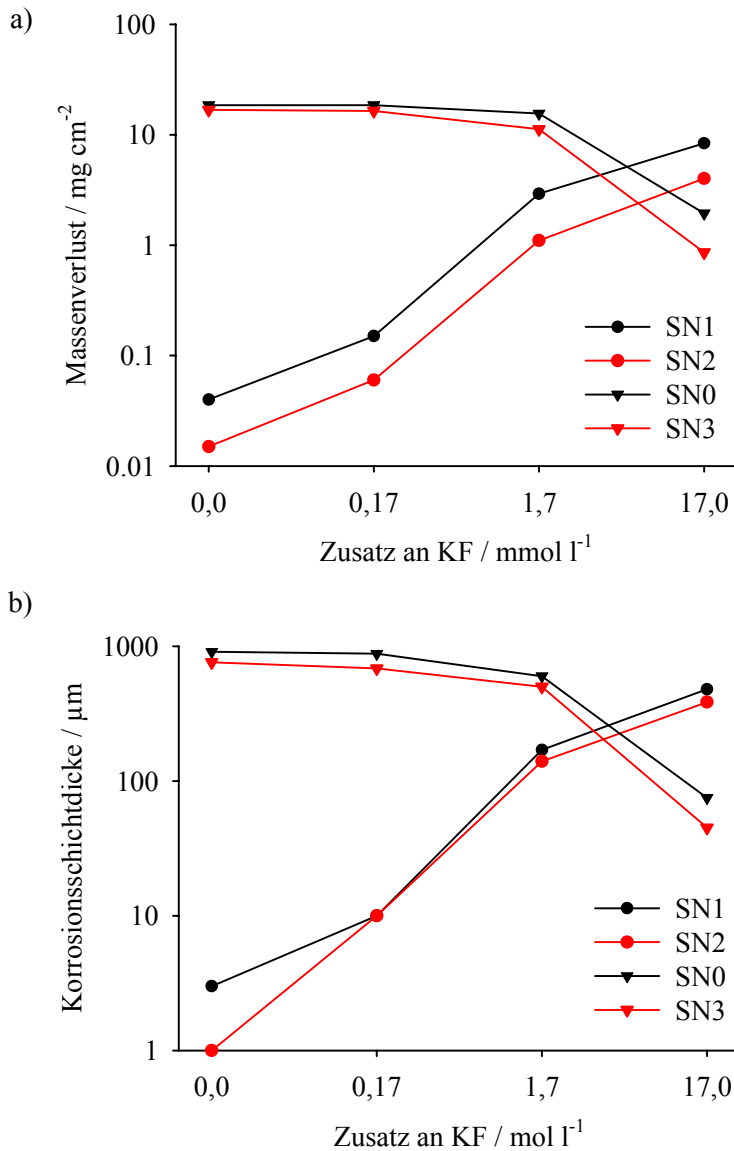 a)
100
10
1
0.1
0.01
Massenverlust / mg cm⁻²
SN1
SN2
SN0
SN3
0,0 0,17 1,7 17,0
Zusatz an KF / mmol l⁻¹
b)
1000
100
10
1
Korrosionsschichtdicke / µm
SN1
SN2
SN0
SN3
0,0 0,17 1,7 17,0
Zusatz an KF / mol l⁻¹